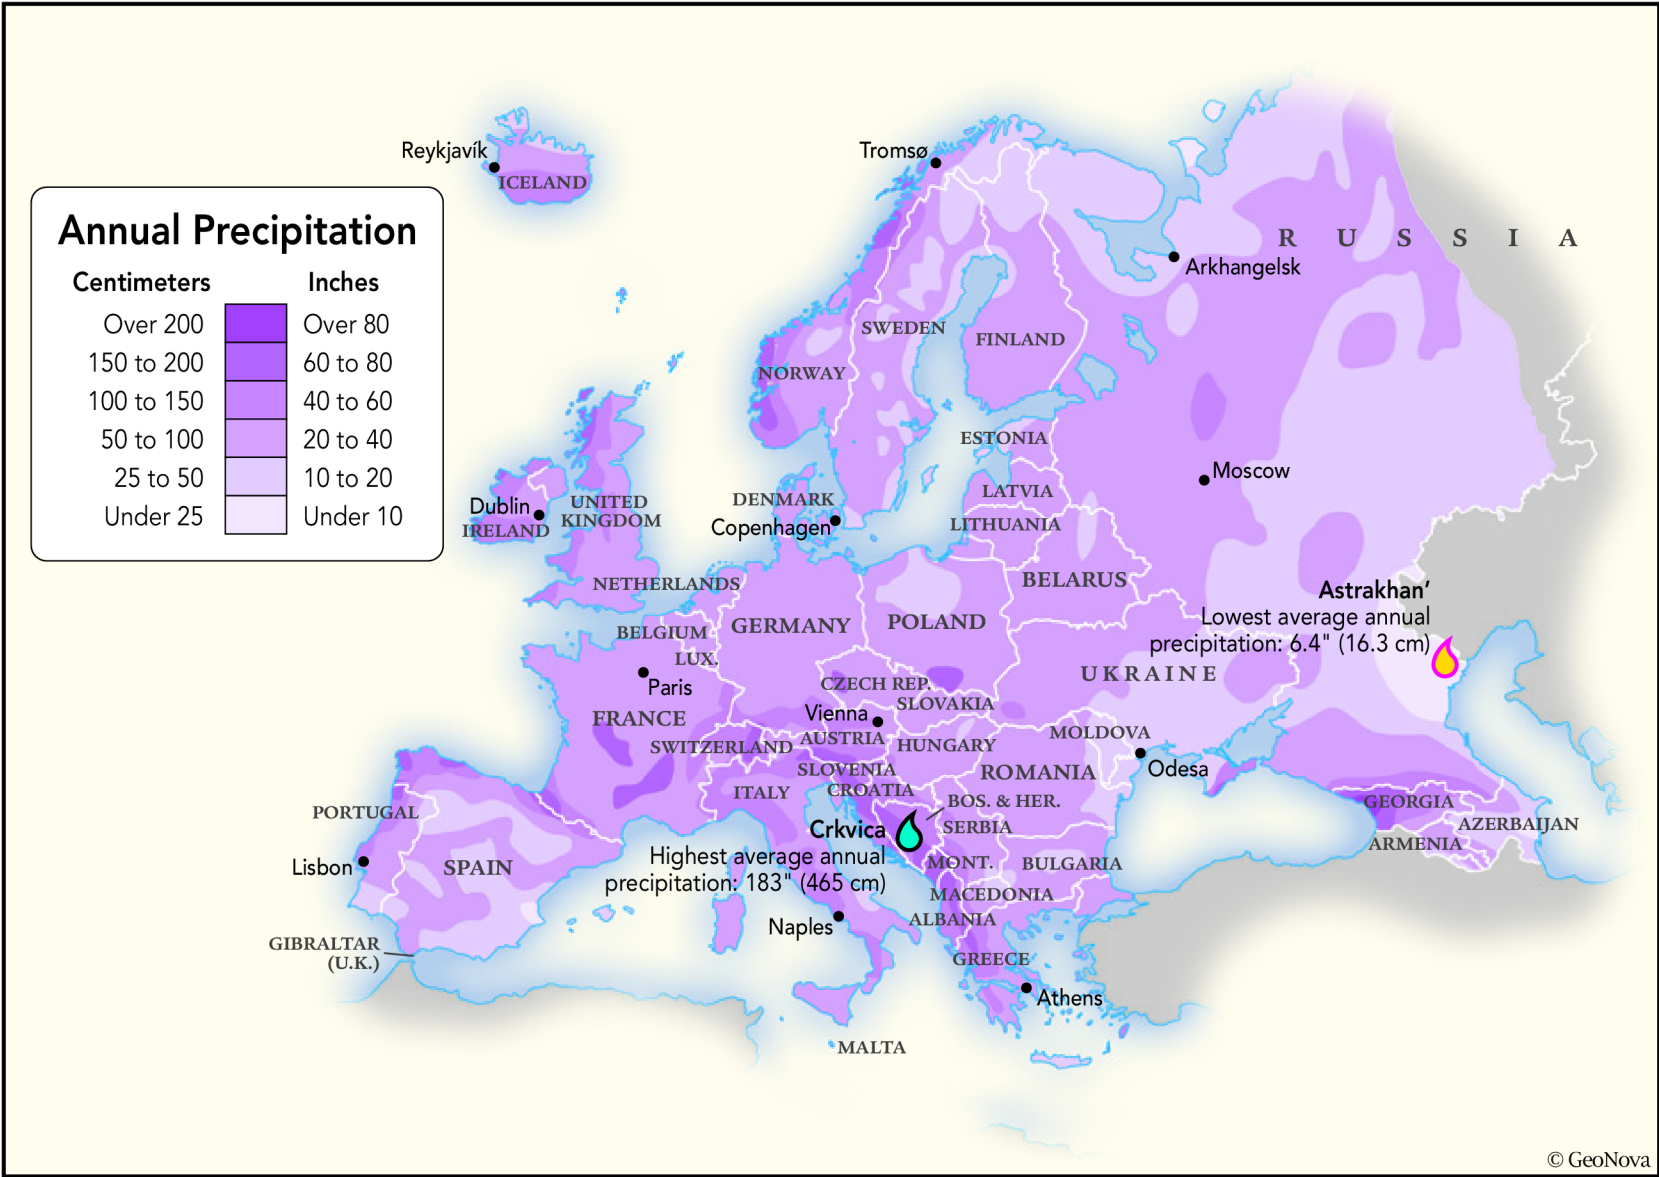 Reykjavík
ICELAND
Tromsø
Annual Precipitation
Centimeters Inches
Over 200 Over 80
150 to 200 60 to 80
100 to 150 40 to 60
50 to 100 20 to 40
25 to 50 10 to 20
Under 25 Under 10
RUSSIA
Arkhangelsk
SWEDEN
FINLAND
NORWAY
ESTONIA
Moscow
LATVIA
DENMARK
Dublin
IRELAND
UNITED
KINGDOM
Copenhagen
LITHUANIA
NETHERLANDS
BELARUS
Astrakhan’
Lowest average annual
precipitation: 6.4" (16.3 cm)
BELGIUM
GERMANY
POLAND
LUX.
UKRAINE
Paris
CZECH REP.
SLOVAKIA
Vienna
FRANCE
AUSTRIA
MOLDOVA
SWITZERLAND
HUNGARY
Odesa
SLOVENIA
ROMANIA
ITALY
CROATIA
BOS. & HER.
GEORGIA
PORTUGAL
Crkvica
Highest average annual
precipitation: 183" (465 cm)
SERBIA
AZERBAIJAN
ARMENIA
Lisbon
SPAIN
MONT.
BULGARIA
MACEDONIA
Naples
ALBANIA
GIBRALTAR
(U.K.)
GREECE
Athens
MALTA
© GeoNova